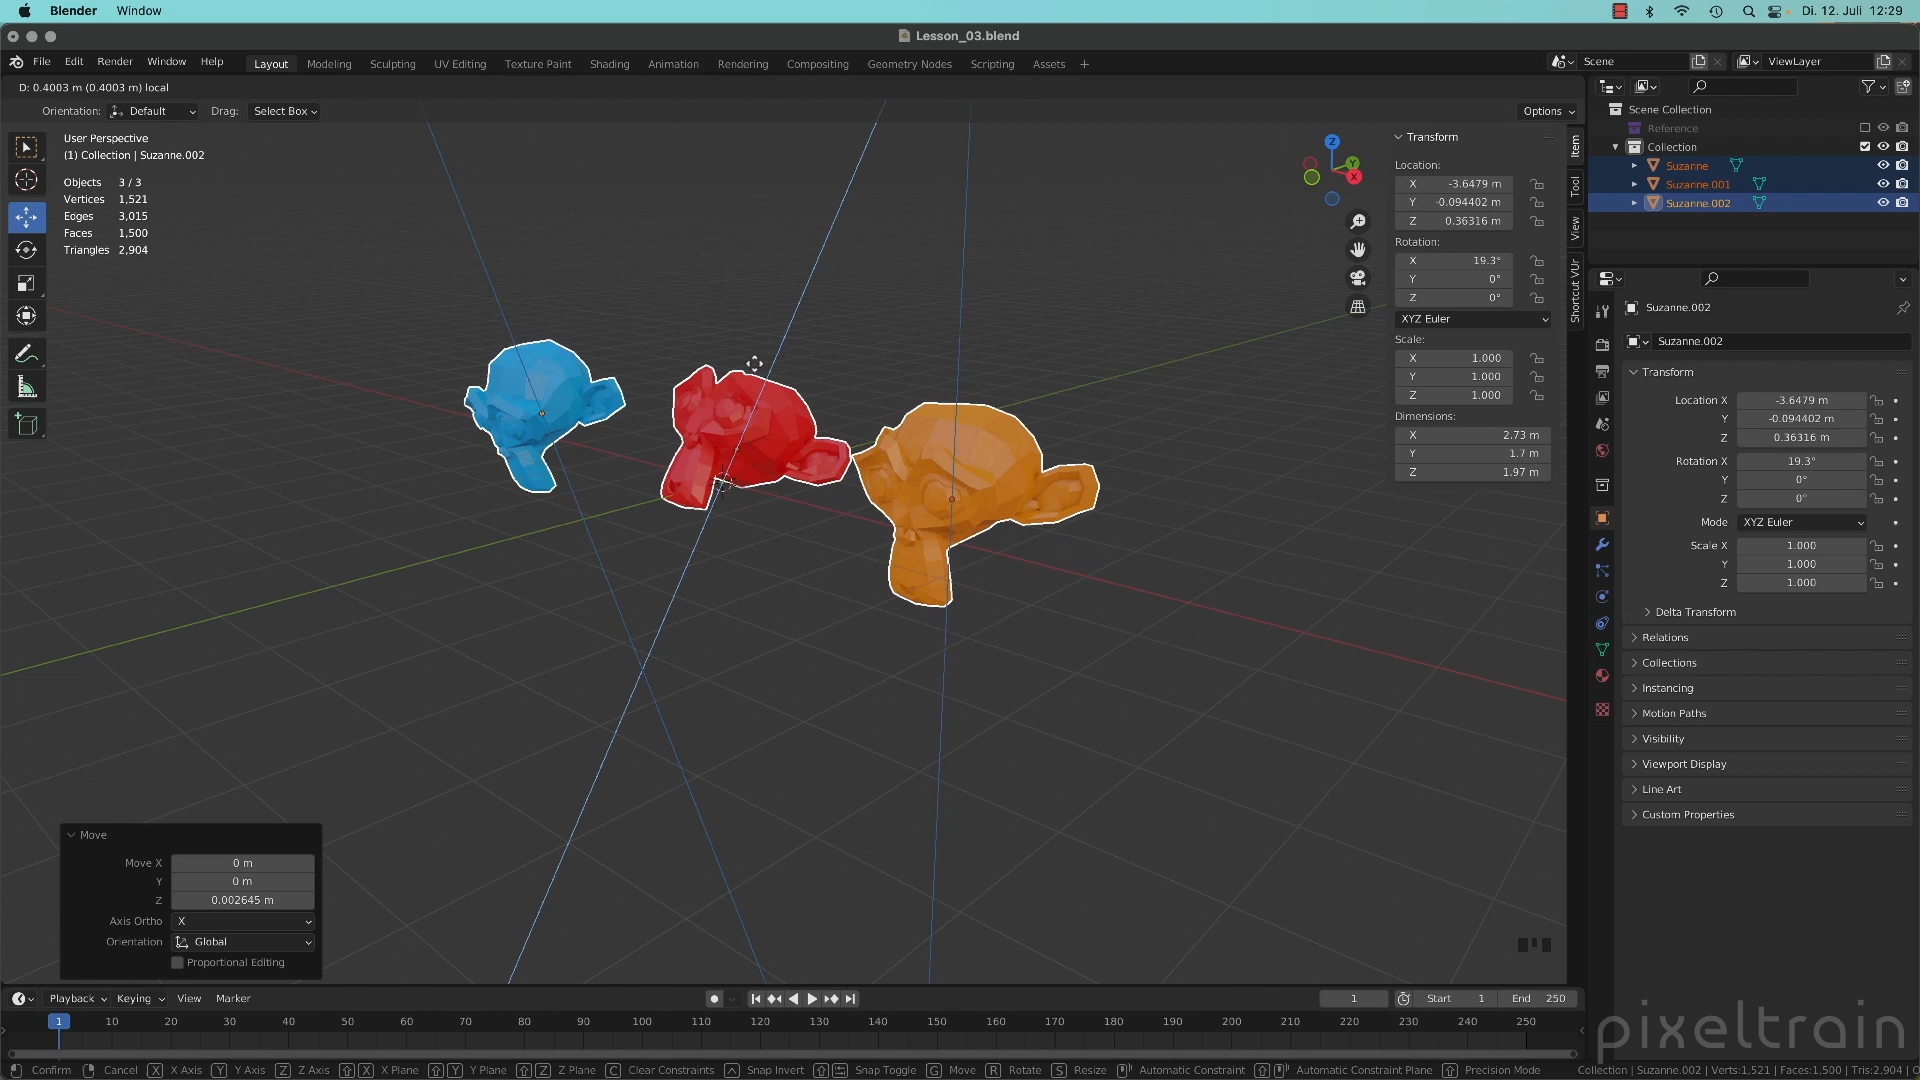 Blender Window Di. 12. Juli 12:29
Lesson_03.blend
File Edit Render Window Help Layout Modeling Sculpting UV Editing Texture Paint Shading Animation Rendering Compositing Geometry Nodes Scripting Assets + Scene ViewLayer
D: 0.4003 m (0.4003 m) local
Orientation: Default Drag: Select Box Options
User Perspective
(1) Collection | Suzanne.002
Objects 3 / 3
Vertices 1,521
Edges 3,015
Faces 1,500
Triangles 2,904
Z
Y
X
Transform
Location:
X -3.6479 m
Y -0.094402 m
Z 0.36316 m
Rotation:
X 19.3°
Y 0°
Z 0°
XYZ Euler
Scale:
X 1.000
Y 1.000
Z 1.000
Dimensions:
X 2.73 m
Y 1.7 m
Z 1.97 m
Item
Tool
View
Shortcut VUr
Scene Collection
Reference
Collection
Suzanne
Suzanne.001
Suzanne.002
Suzanne.002
Suzanne.002
Transform
Location X -3.6479 m
Y -0.094402 m
Z 0.36316 m
Rotation X 19.3°
Y 0°
Z 0°
Mode XYZ Euler
Scale X 1.000
Y 1.000
Z 1.000
Delta Transform
Relations
Collections
Instancing
Motion Paths
Visibility
Viewport Display
Line Art
Custom Properties
Move
Move X 0 m
Y 0 m
Z 0.002645 m
Axis Ortho X
Orientation Global
Proportional Editing
Playback Keying View Marker 1 Start 1 End 250
1 10 20 30 40 50 60 70 80 90 100 110 120 130 140 150 160 170 180 190 200 210 220 230 240 250
pixeltrain
Confirm Cancel X X Axis Y Y Axis Z Z Axis X X Plane Y Y Plane Z Z Plane C Clear Constraints Snap Invert Snap Toggle G Move R Rotate S Resize Automatic Constraint Automatic Constraint Plane Precision Mode Collection | Suzanne.002 | Verts:1,521 | Faces:1,500 | Tris:2,904 | O